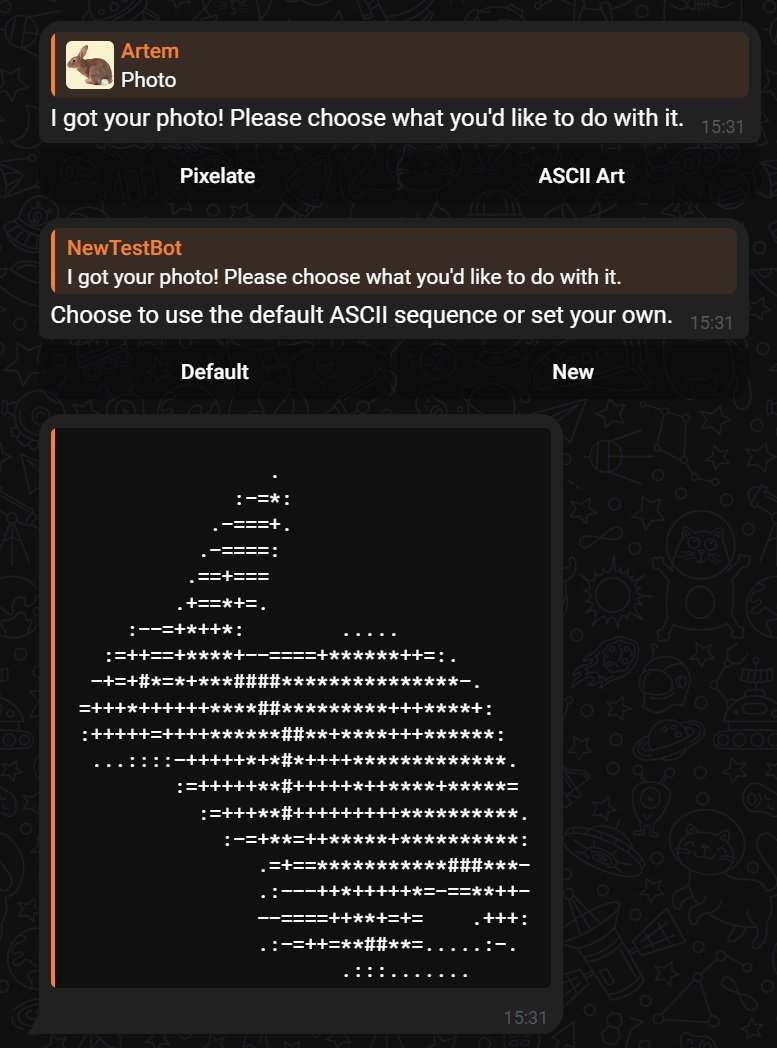 Artem
Photo
I got your photo! Please choose what you'd like to do with it. 15:31
Pixelate ASCII Art
NewTestBot
I got your photo! Please choose what you'd like to do with it.
Choose to use the default ASCII sequence or set your own. 15:31
Default New
                .
             :-=*:
           .-===+.
          .-====:
         .==+===
        .+==*+=.
    :--=+*++*:        .....
  :=++==+****+--====+******++=:.
 -+=+#*=*+***####***************-.
=+++*++++++****##*********+++****+:
:+++++=++++******##**+****+++******:
 ...::::-+++++*+*#*++++*************.
        :=+++++**#+++++*+++****+*****=
          :=+++**#+++++++++**********.
            :-=+**=++*****+**********:
               .=+==***********###***-
               .:---++*+++++*=-==**++-
               --====++**+=+=    .+++:
               .:-=++=**##**=.....:-.
                      .:::.......
15:31